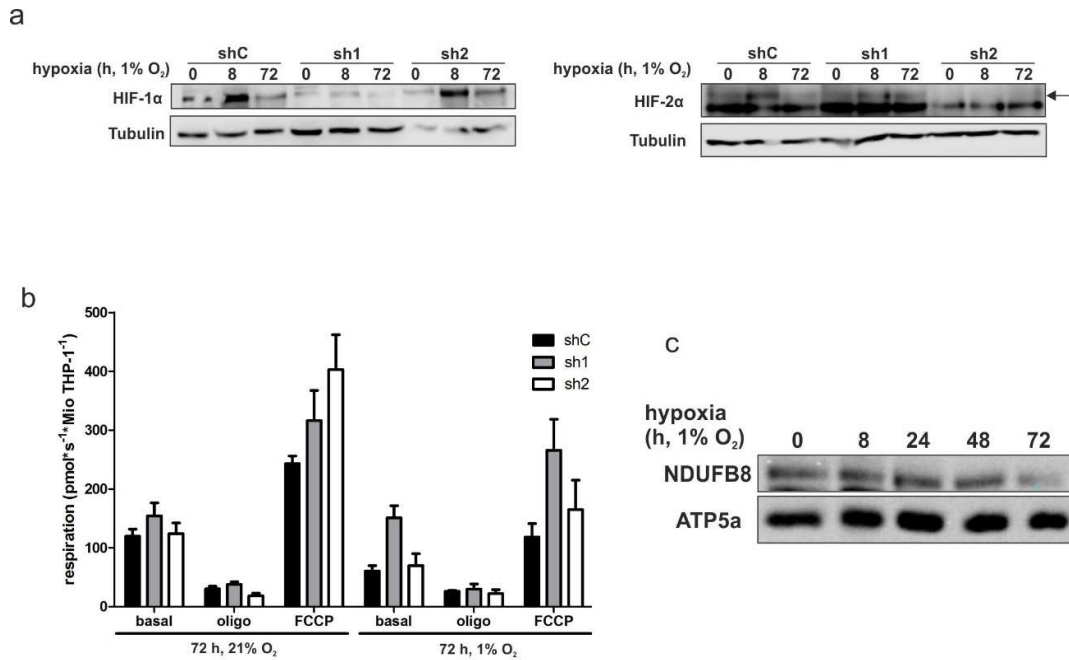 a
shC sh1 sh2
hypoxia (h, 1% O₂) 0 8 72 0 8 72 0 8 72
HIF-1α
Tubulin
shC sh1 sh2
hypoxia (h, 1% O₂) 0 8 72 0 8 72 0 8 72
HIF-2α
Tubulin
b
respiration (pmol*s⁻¹*Mio THP-1⁻¹)
500
400
300
200
100
0
shC
sh1
sh2
basal oligo FCCP basal oligo FCCP
72 h, 21% O₂ 72 h, 1% O₂
c
hypoxia
(h, 1% O₂) 0 8 24 48 72
NDUFB8
ATP5a